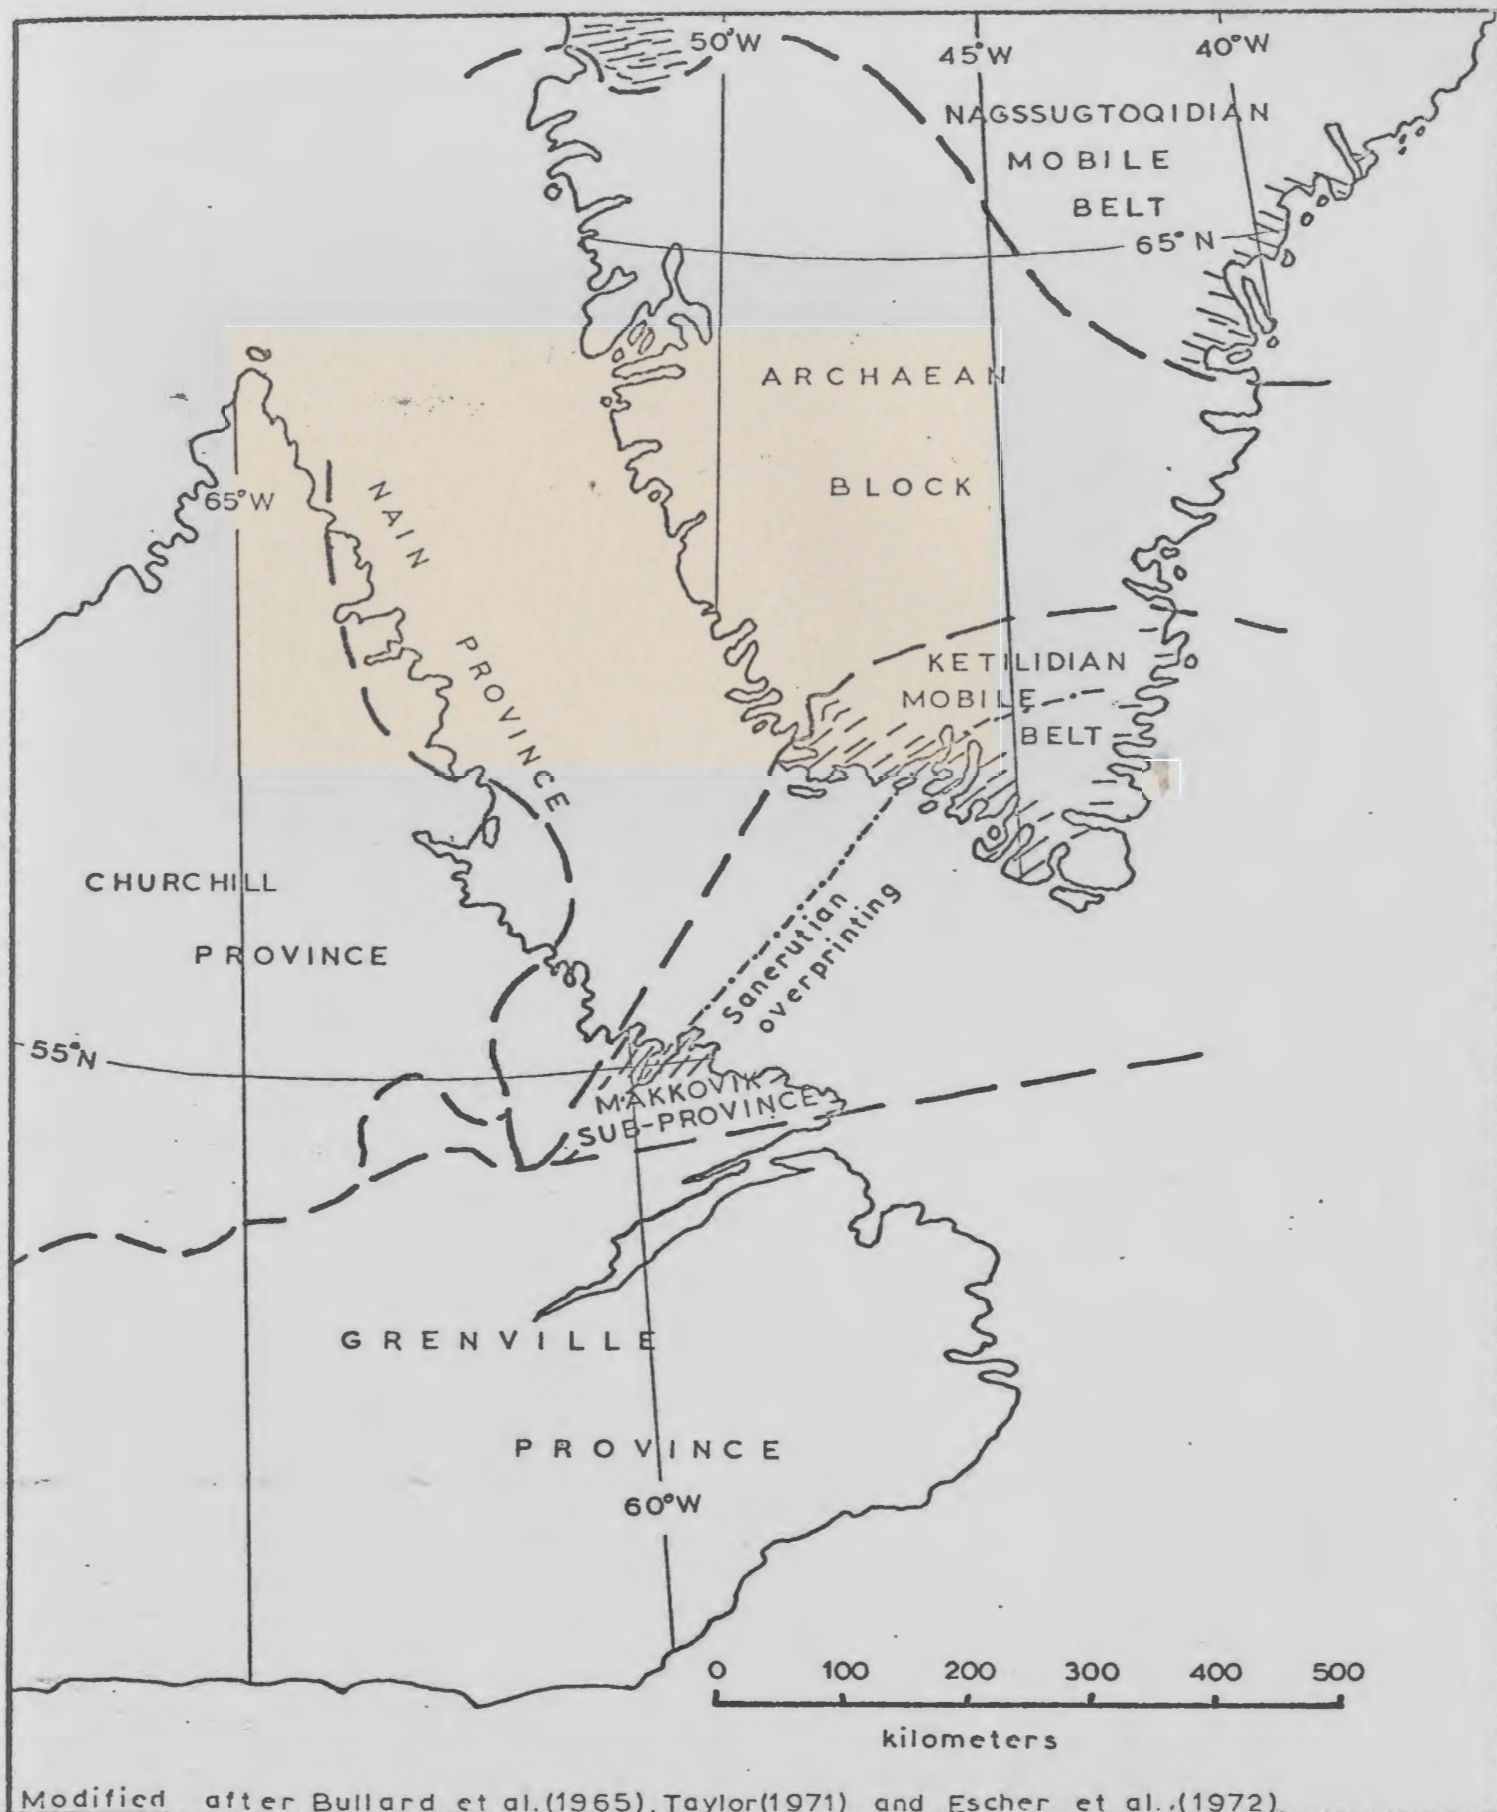 50°W
45°W
40°W
NAGSSUGTOQIDIAN
MOBILE
BELT
65°N
ARCHAEAN
BLOCK
65°W
NAIN
PROVINCE
KETILIDIAN
MOBILE
BELT
CHURCHILL
PROVINCE
Sanerutian
overprinting
55°N
MAKKOVIK
SUB-PROVINCE
GRENVILLE
PROVINCE
60°W
0 100 200 300 400 500
kilometers
Modified after Bullard et al.(1965), Taylor(1971) and Escher et al.,(1972).